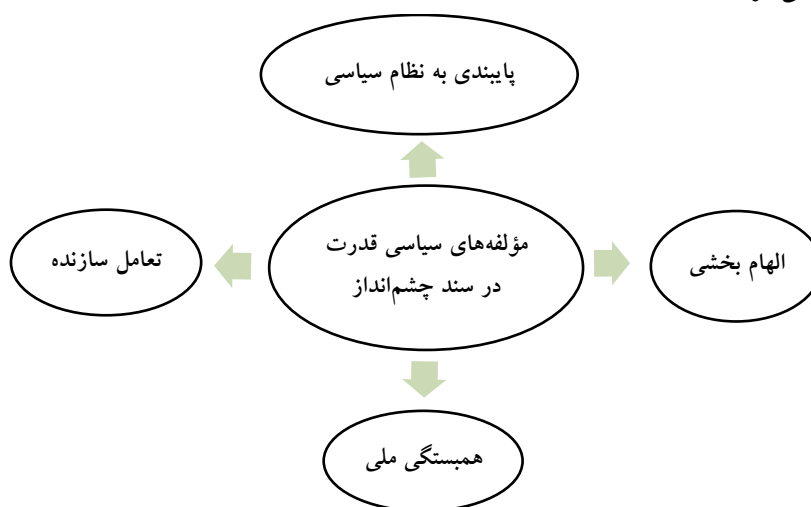 پایبندی به نظام سیاسی
مؤلفه‌های سیاسی قدرت
در سند چشم‌انداز
الهام بخشی
تعامل سازنده
همبستگی ملی